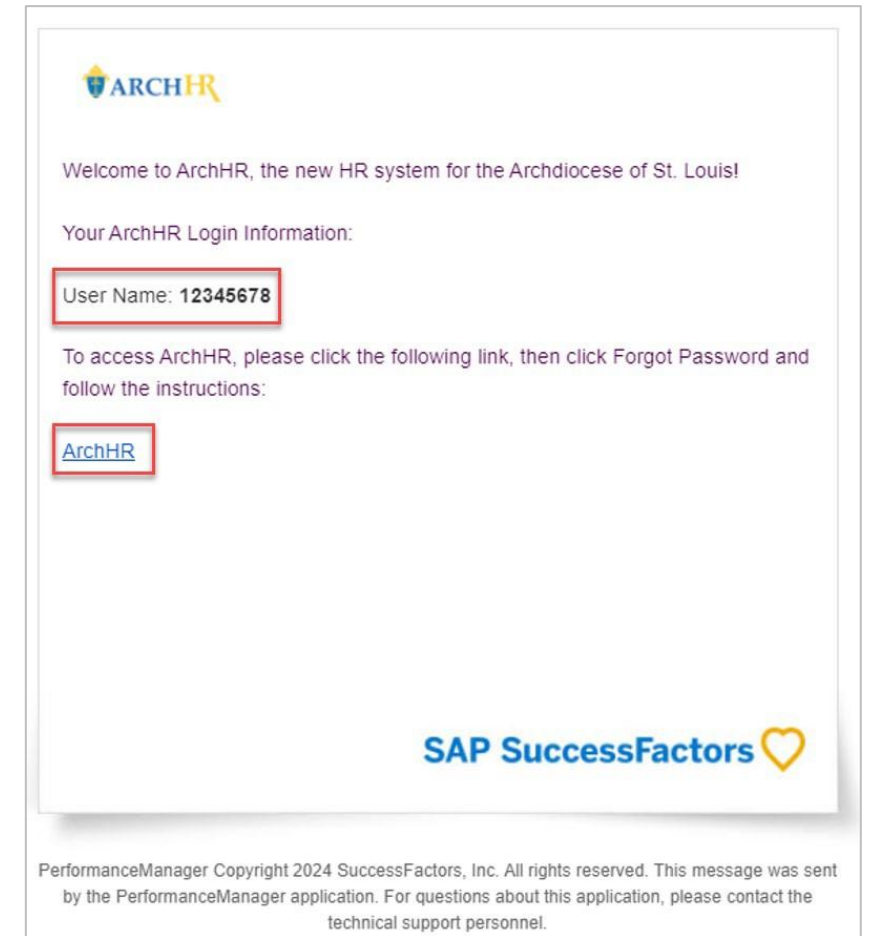 ARCHHR
Welcome to ArchHR, the new HR system for the Archdiocese of St. Louis!
Your ArchHR Login Information:
User Name: 12345678
To access ArchHR, please click the following link, then click Forgot Password and
follow the instructions:
ArchHR
SAP SuccessFactors
PerformanceManager Copyright 2024 SuccessFactors, Inc. All rights reserved. This message was sent
by the PerformanceManager application. For questions about this application, please contact the
technical support personnel.